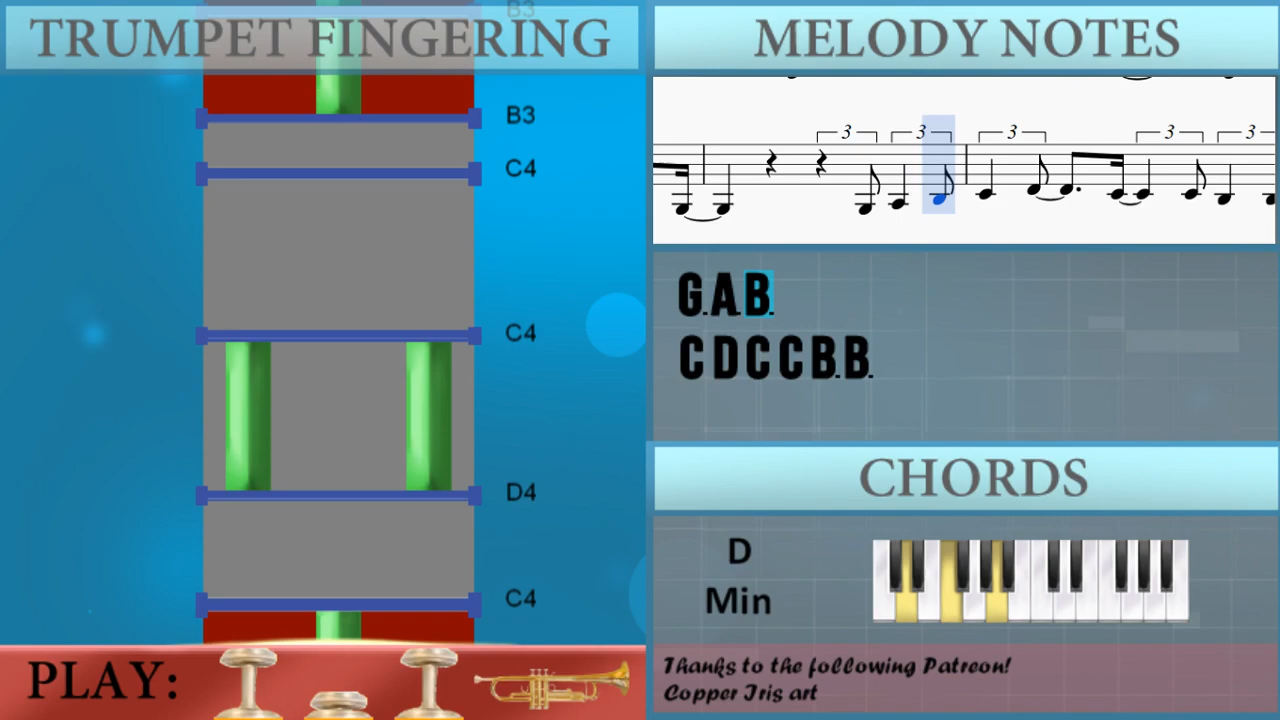 B3
TRUMPET FINGERING
B3
C4
C4
D4
C4
PLAY:
MELODY NOTES
3 3 3 3 3
G.A.B.
C D C C B.B.
CHORDS
D
Min
Thanks to the following Patreon!
Copper Iris art